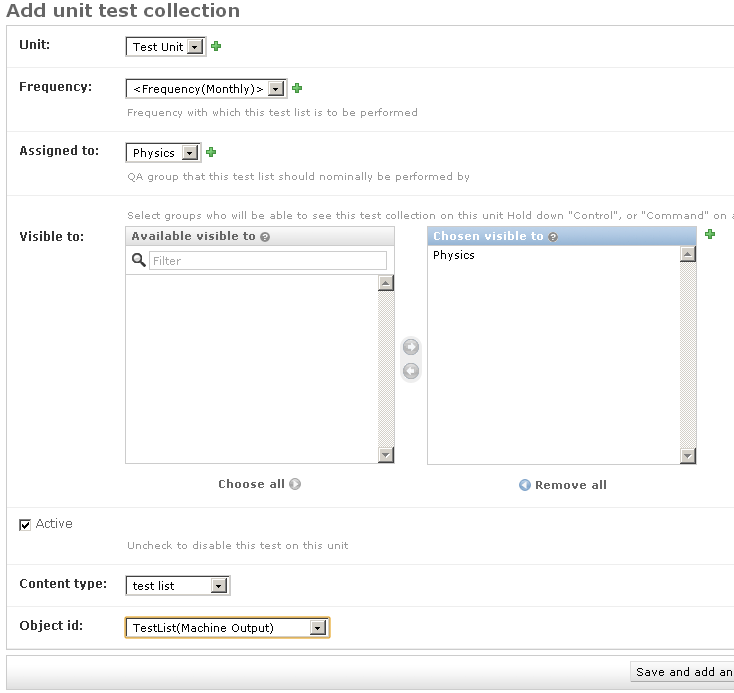 Add unit test collection
Unit: Test Unit
Frequency: <Frequency(Monthly)>
Frequency with which this test list is to be performed
Assigned to: Physics
QA group that this test list should nominally be performed by
Select groups who will be able to see this test collection on this unit Hold down "Control", or "Command" on a
Visible to: Available visible to ? Chosen visible to ?
Filter Physics
Choose all Remove all
Active
Uncheck to disable this test on this unit
Content type: test list
Object id: TestList(Machine Output)
Save and add an